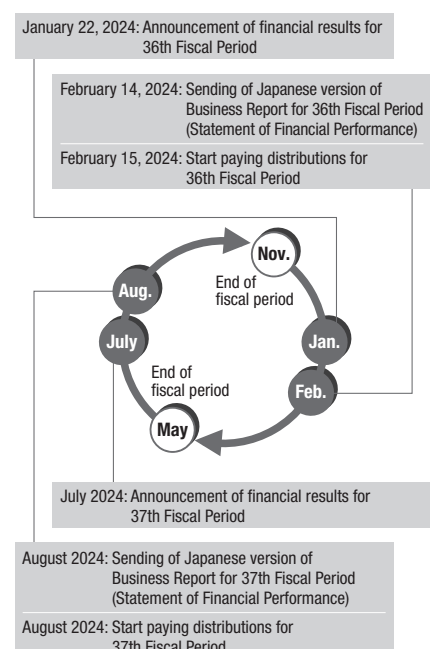 January 22, 2024: Announcement of financial results for
36th Fiscal Period
February 14, 2024: Sending of Japanese version of
Business Report for 36th Fiscal Period
(Statement of Financial Performance)
February 15, 2024: Start paying distributions for
36th Fiscal Period
Nov.
End of
fiscal period
Aug.
July
Jan.
End of
fiscal period
Feb.
May
July 2024: Announcement of financial results for
37th Fiscal Period
August 2024: Sending of Japanese version of
Business Report for 37th Fiscal Period
(Statement of Financial Performance)
August 2024: Start paying distributions for
37th Fiscal Period